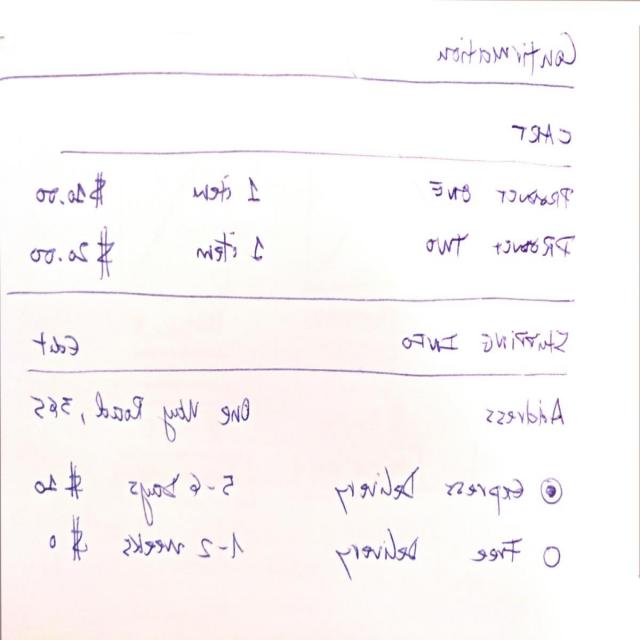 Confirmation
CART
PRODUCT ONE 1 item $10.00
PRODUCT TWO 1 item $20.00
SHIPPING INFO Edit
Address One Way Road, 365
Express Delivery 5-6 Days $10
Free Delivery 1-2 weeks $0